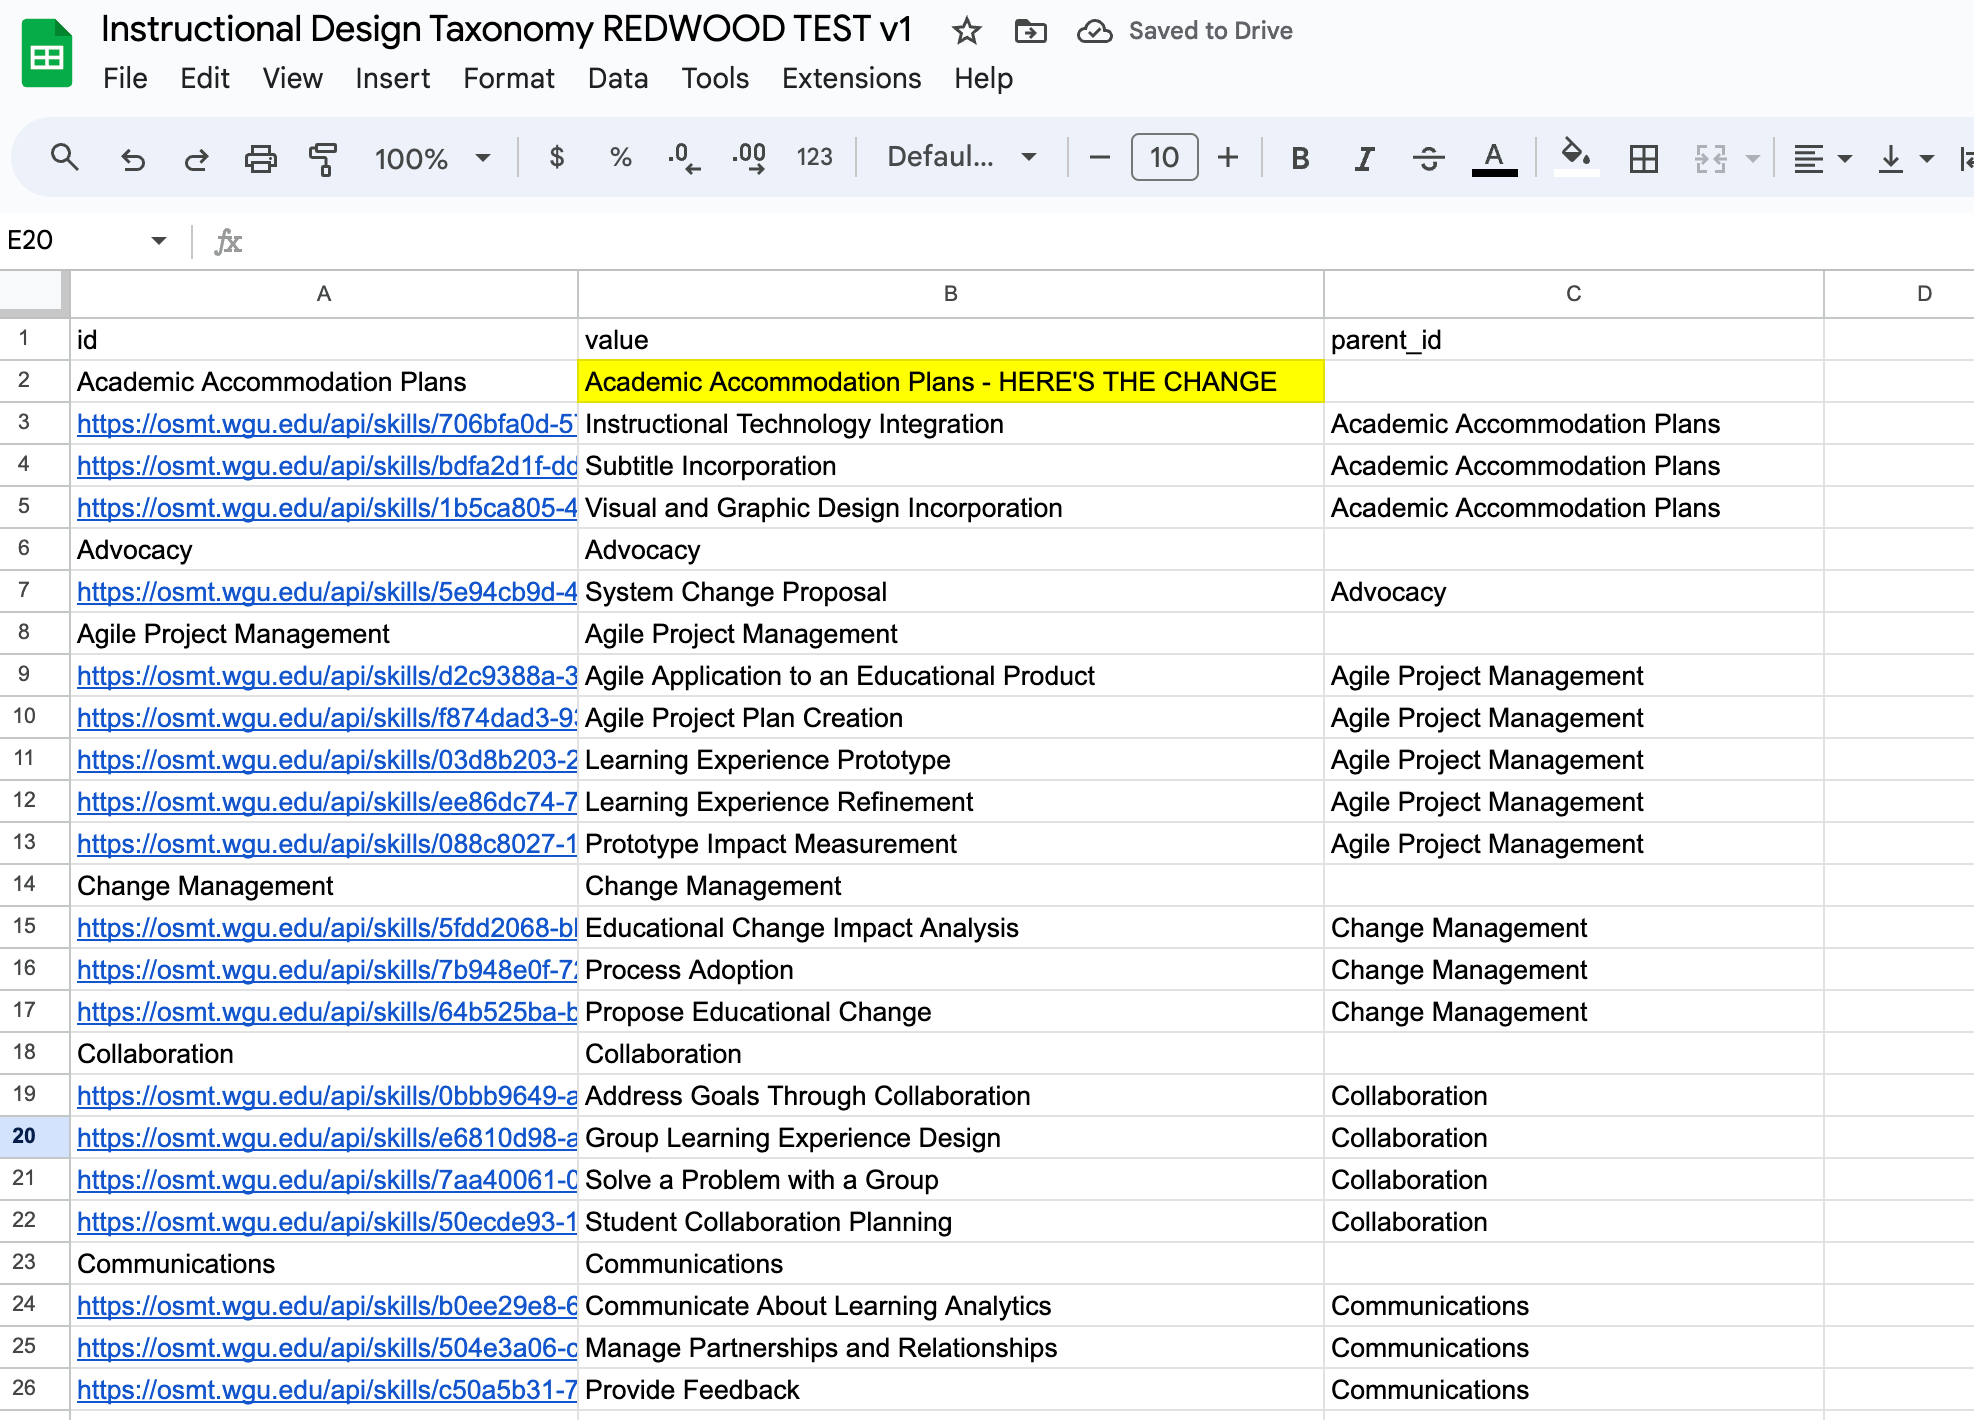 Instructional Design Taxonomy REDWOOD TEST v1 Saved to Drive
File Edit View Insert Format Data Tools Extensions Help
100% $ % .0 .00 123 Defaul... 10 B I A
E20 fx
A B C D
1 id value parent_id
2 Academic Accommodation Plans Academic Accommodation Plans - HERE'S THE CHANGE
3 https://osmt.wgu.edu/api/skills/706bfa0d-5 Instructional Technology Integration Academic Accommodation Plans
4 https://osmt.wgu.edu/api/skills/bdfa2d1f-dd Subtitle Incorporation Academic Accommodation Plans
5 https://osmt.wgu.edu/api/skills/1b5ca805-4 Visual and Graphic Design Incorporation Academic Accommodation Plans
6 Advocacy Advocacy
7 https://osmt.wgu.edu/api/skills/5e94cb9d-4 System Change Proposal Advocacy
8 Agile Project Management Agile Project Management
9 https://osmt.wgu.edu/api/skills/d2c9388a-3 Agile Application to an Educational Product Agile Project Management
10 https://osmt.wgu.edu/api/skills/f874dad3-9 Agile Project Plan Creation Agile Project Management
11 https://osmt.wgu.edu/api/skills/03d8b203-2 Learning Experience Prototype Agile Project Management
12 https://osmt.wgu.edu/api/skills/ee86dc74-7 Learning Experience Refinement Agile Project Management
13 https://osmt.wgu.edu/api/skills/088c8027-1 Prototype Impact Measurement Agile Project Management
14 Change Management Change Management
15 https://osmt.wgu.edu/api/skills/5fdd2068-b Educational Change Impact Analysis Change Management
16 https://osmt.wgu.edu/api/skills/7b948e0f-7 Process Adoption Change Management
17 https://osmt.wgu.edu/api/skills/64b525ba-b Propose Educational Change Change Management
18 Collaboration Collaboration
19 https://osmt.wgu.edu/api/skills/0bbb9649-a Address Goals Through Collaboration Collaboration
20 https://osmt.wgu.edu/api/skills/e6810d98-a Group Learning Experience Design Collaboration
21 https://osmt.wgu.edu/api/skills/7aa40061-0 Solve a Problem with a Group Collaboration
22 https://osmt.wgu.edu/api/skills/50ecde93-1 Student Collaboration Planning Collaboration
23 Communications Communications
24 https://osmt.wgu.edu/api/skills/b0ee29e8-6 Communicate About Learning Analytics Communications
25 https://osmt.wgu.edu/api/skills/504e3a06-c Manage Partnerships and Relationships Communications
26 https://osmt.wgu.edu/api/skills/c50a5b31-7 Provide Feedback Communications